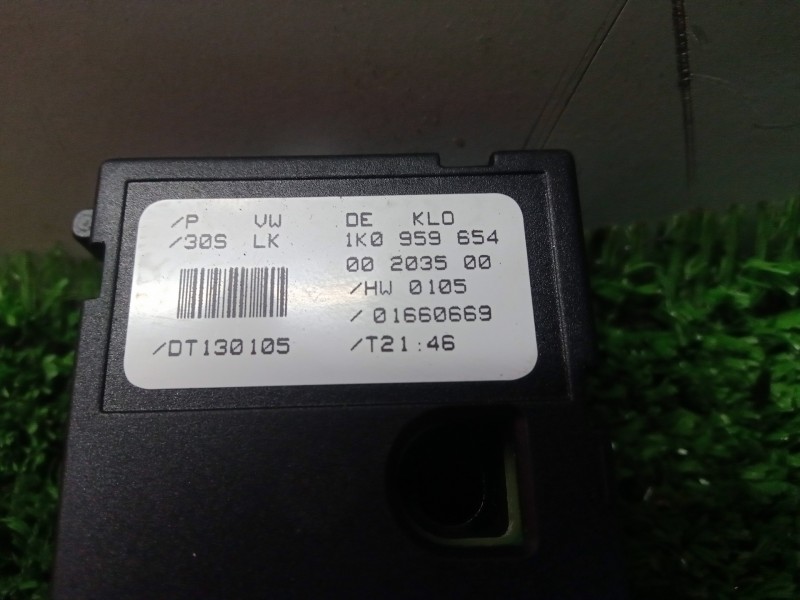 /P VW DE KLO
/30S LK 1K0 959 654
00 2035 00
/HW 0105
/ 01660669
/DT130105 /T21:46